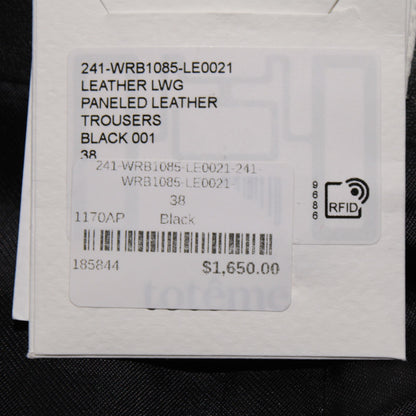 241-WRB1085-LE0021
LEATHER LWG
PANELED LEATHER
TROUSERS
BLACK 001
38
241-WRB1085-LE0021-241-
WRB1085-LE0021-
38
1170AP Black
185844 $1,650.00
9686
RFID
totême